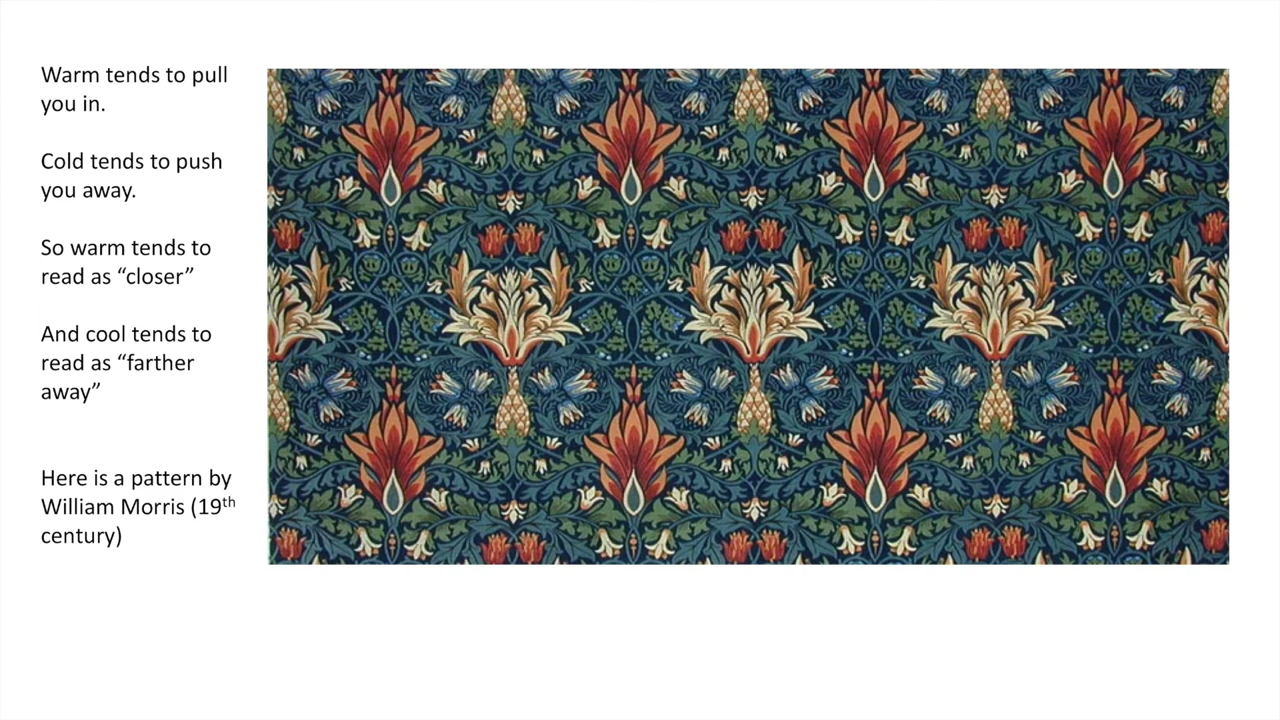 Warm tends to pull
you in.
Cold tends to push
you away.
So warm tends to
read as “closer”
And cool tends to
read as “farther
away”
Here is a pattern by
William Morris (19th
century)